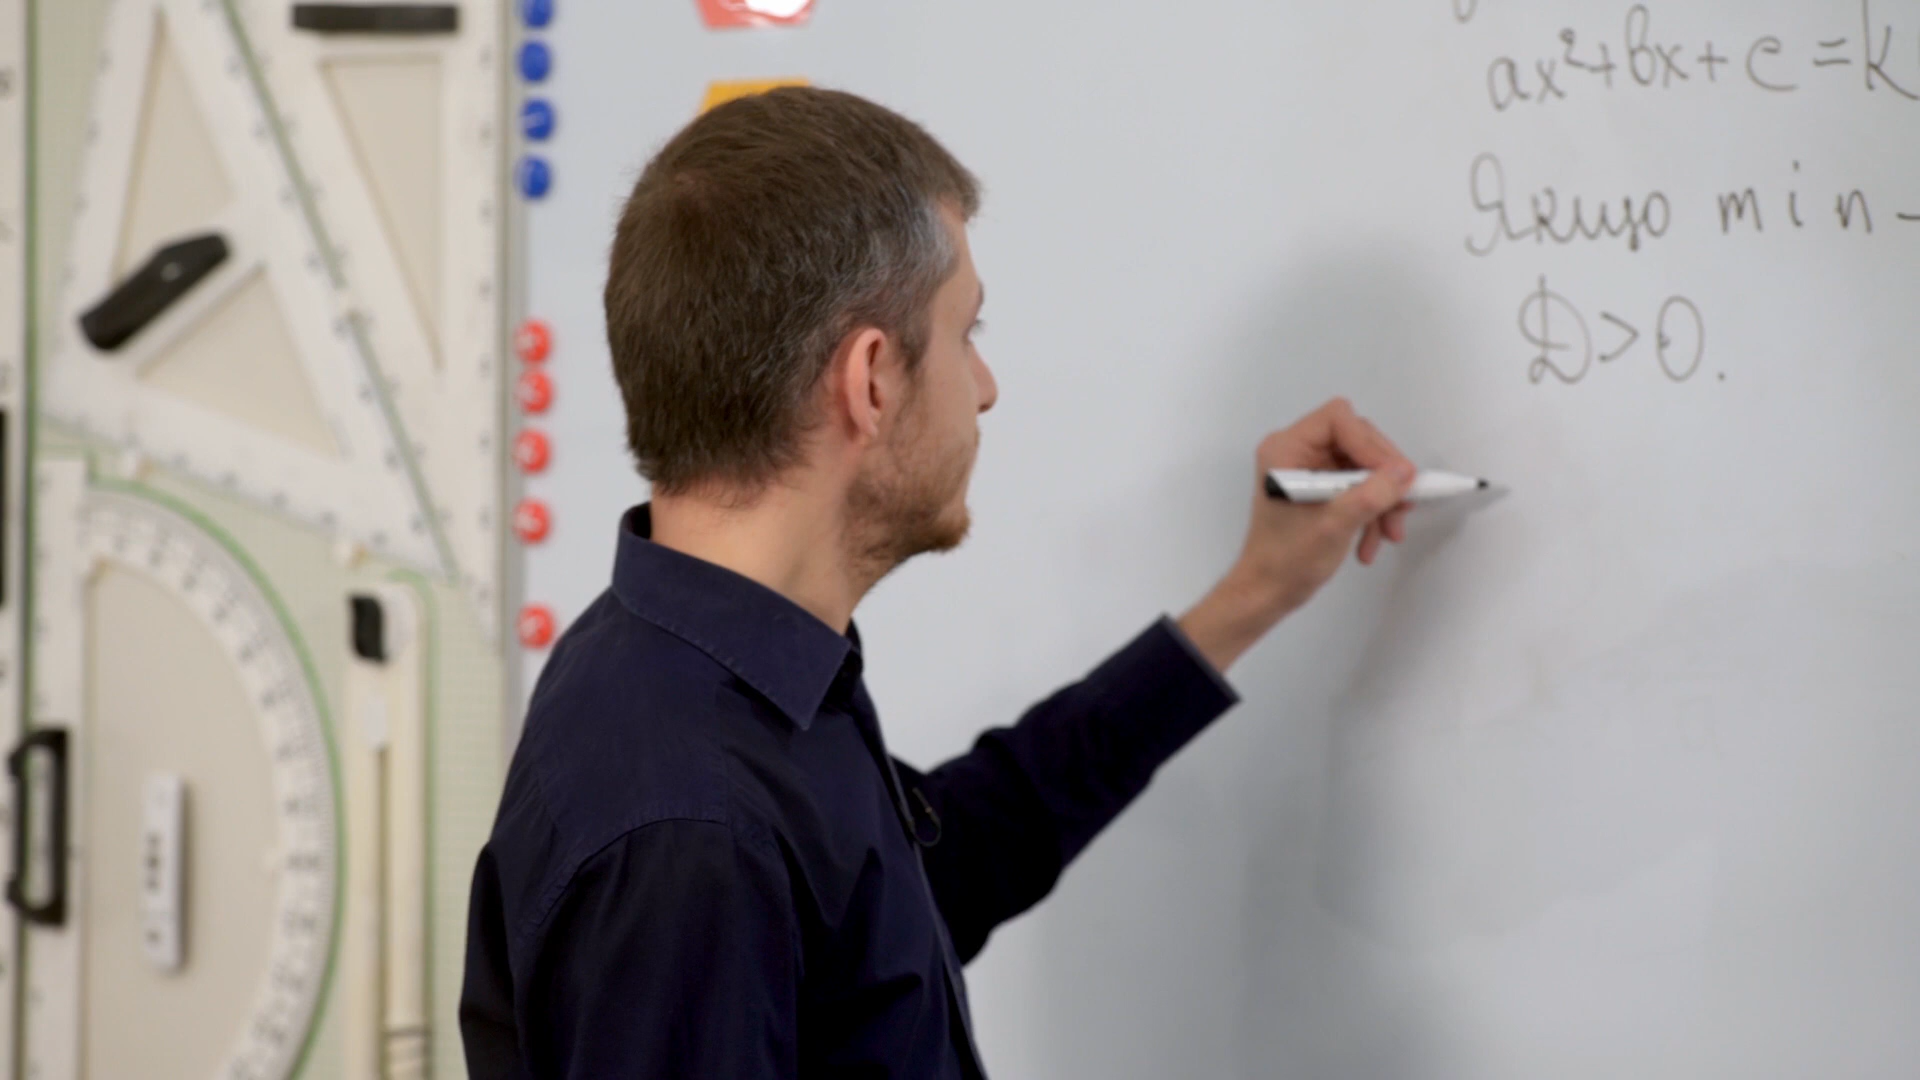 ax²+bx+c=k
Якщо min-
D>0.